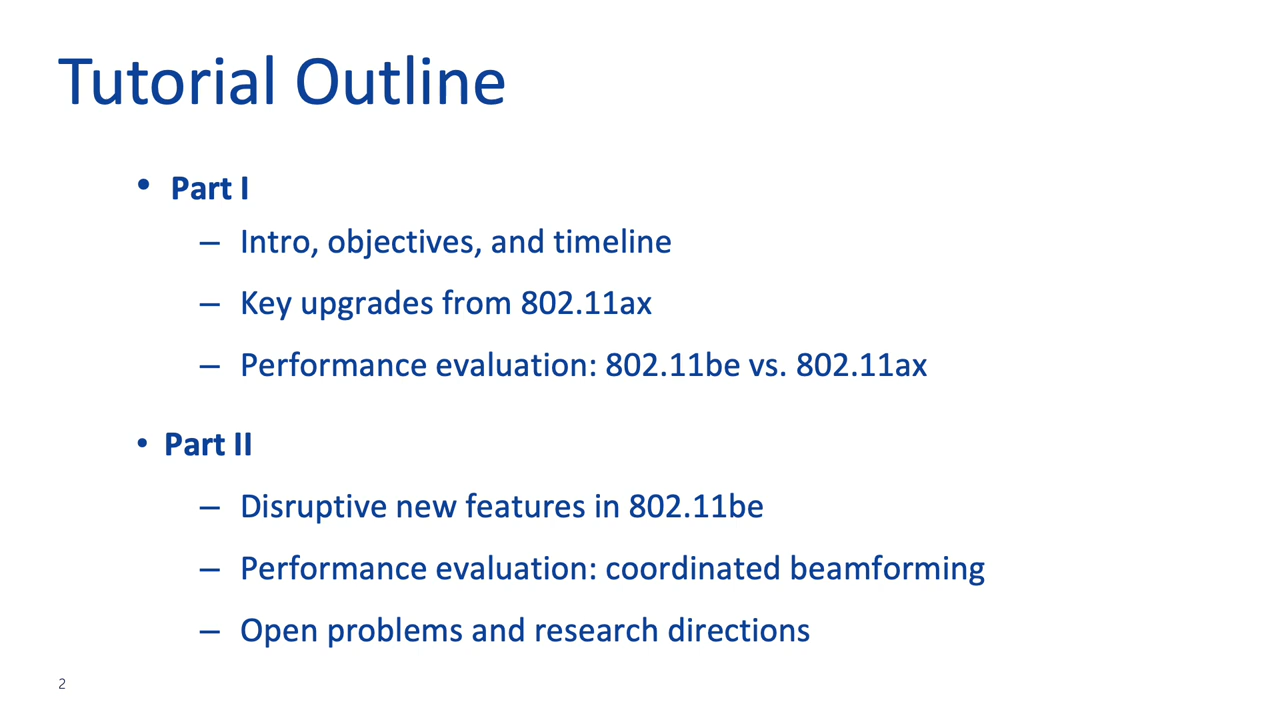 Tutorial Outline
• Part I
– Intro, objectives, and timeline
– Key upgrades from 802.11ax
– Performance evaluation: 802.11be vs. 802.11ax
• Part II
– Disruptive new features in 802.11be
– Performance evaluation: coordinated beamforming
– Open problems and research directions
2